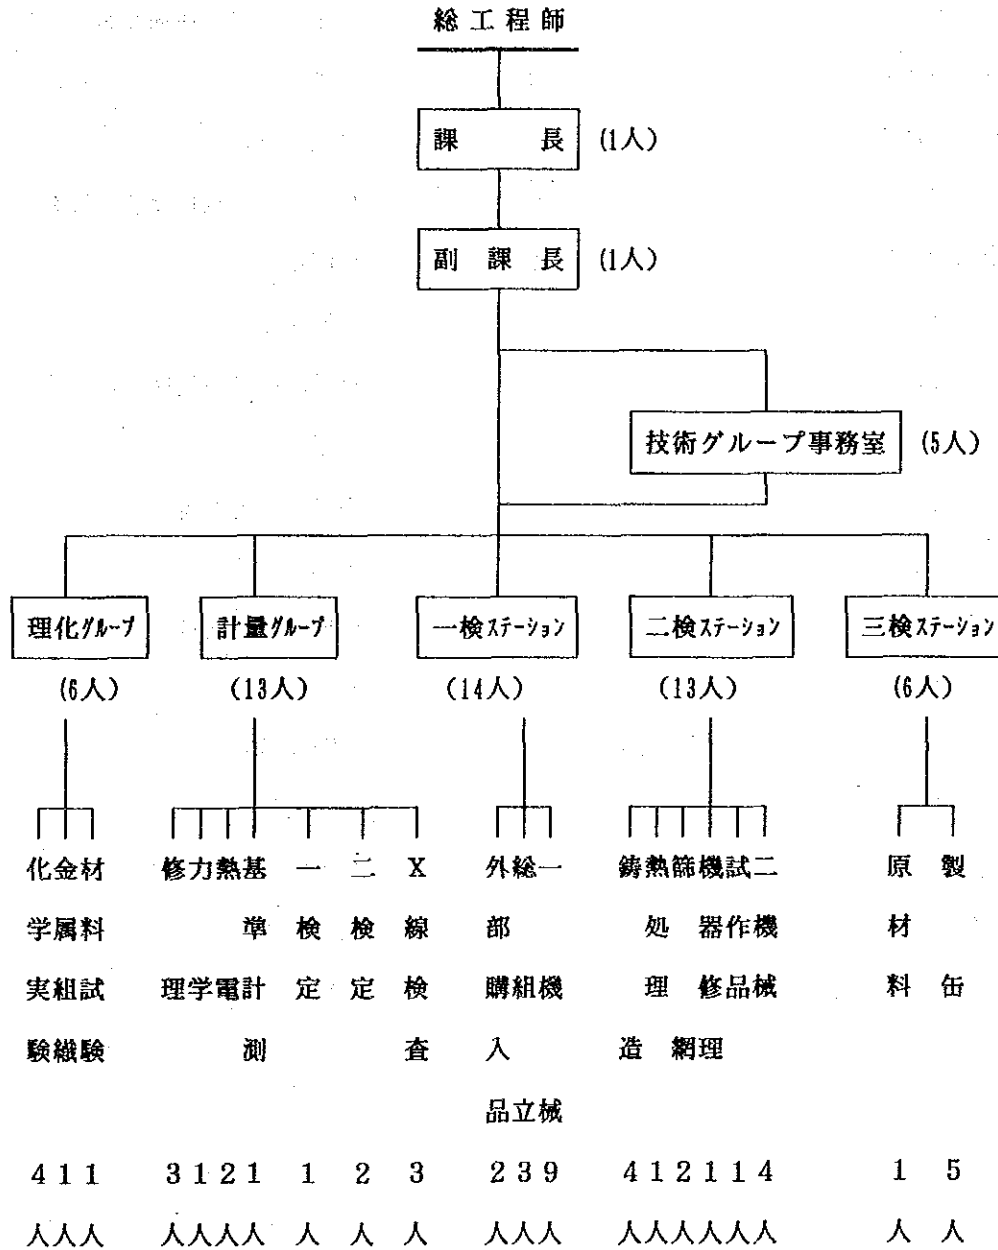 総工程師
課長 (1人)
副課長 (1人)
技術グループ事務室 (5人)
理化グループ
(6人)
計量グループ
(13人)
一検ステーション
(14人)
二検ステーション
(13人)
三検ステーション
(6人)
化学実験 4人
金属組織 1人
材料試験 1人
修理 3人
力学 1人
熱電 2人
基準計測 1人
一検定 1人
二検定 2人
X線検査 3人
外部購入品 2人
総組立 3人
一機械 9人
鋳造 4人
熱処理 1人
篩網 2人
機器修理 1人
試作品 1人
二機械 4人
原材料 1人
製缶 5人